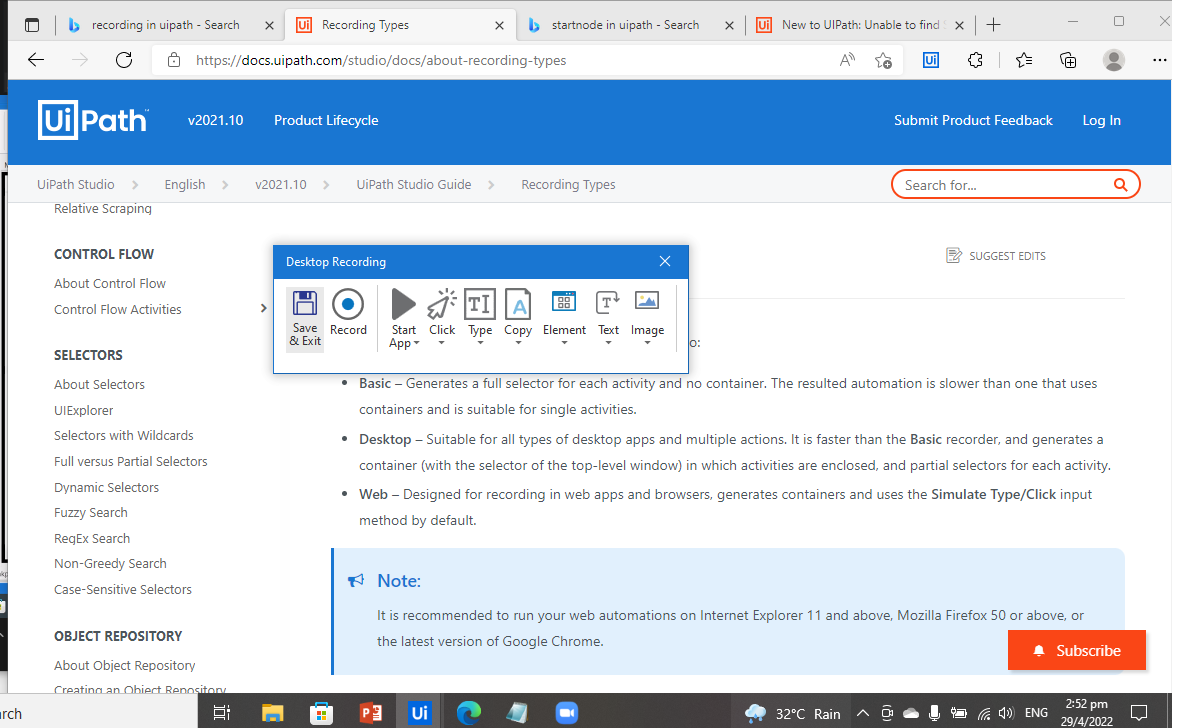 recording in uipath - Search
Recording Types
startnode in uipath - Search
New to UIPath: Unable to find
https://docs.uipath.com/studio/docs/about-recording-types
Ui
UiPath
v2021.10
Product Lifecycle
Submit Product Feedback
Log In
UiPath Studio
English
v2021.10
UiPath Studio Guide
Recording Types
Search for...
Relative Scraping
CONTROL FLOW
About Control Flow
Control Flow Activities
SELECTORS
About Selectors
UIExplorer
Selectors with Wildcards
Full versus Partial Selectors
Dynamic Selectors
Fuzzy Search
RegEx Search
Non-Greedy Search
Case-Sensitive Selectors
OBJECT REPOSITORY
About Object Repository
Creating an Object Repository
Desktop Recording
Save
& Exit
Record
Start
App
Click
Type
Copy
Element
Text
Image
SUGGEST EDITS
o:
Basic – Generates a full selector for each activity and no container. The resulted automation is slower than one that uses
containers and is suitable for single activities.
Desktop – Suitable for all types of desktop apps and multiple actions. It is faster than the Basic recorder, and generates a
container (with the selector of the top-level window) in which activities are enclosed, and partial selectors for each activity.
Web – Designed for recording in web apps and browsers, generates containers and uses the Simulate Type/Click input
method by default.
Note:
It is recommended to run your web automations on Internet Explorer 11 and above, Mozilla Firefox 50 or above, or
the latest version of Google Chrome.
Subscribe
rch
Ui
32°C Rain
ENG
2:52 pm
29/4/2022